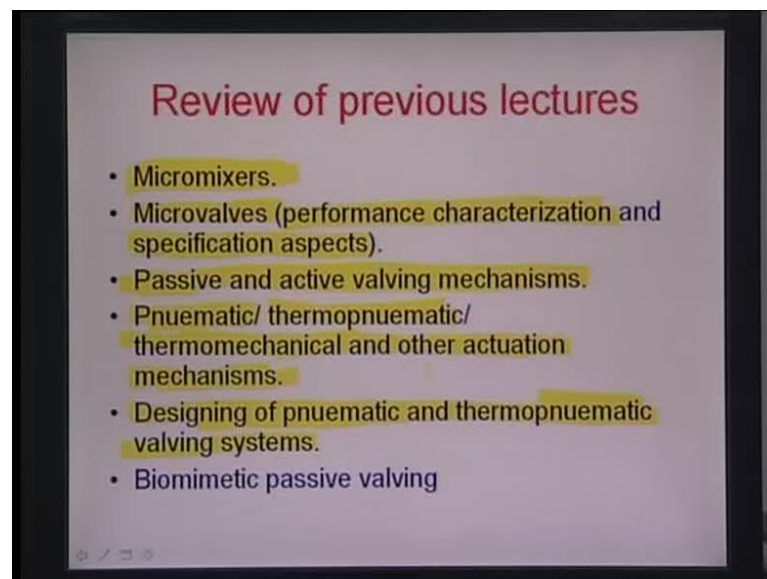 Review of previous lectures
• Micromixers.
• Microvalves (performance characterization and
specification aspects).
• Passive and active valving mechanisms.
• Pnuematic/ thermopnuematic/
thermomechanical and other actuation
mechanisms.
• Designing of pnuematic and thermopnuematic
valving systems.
• Biomimetic passive valving